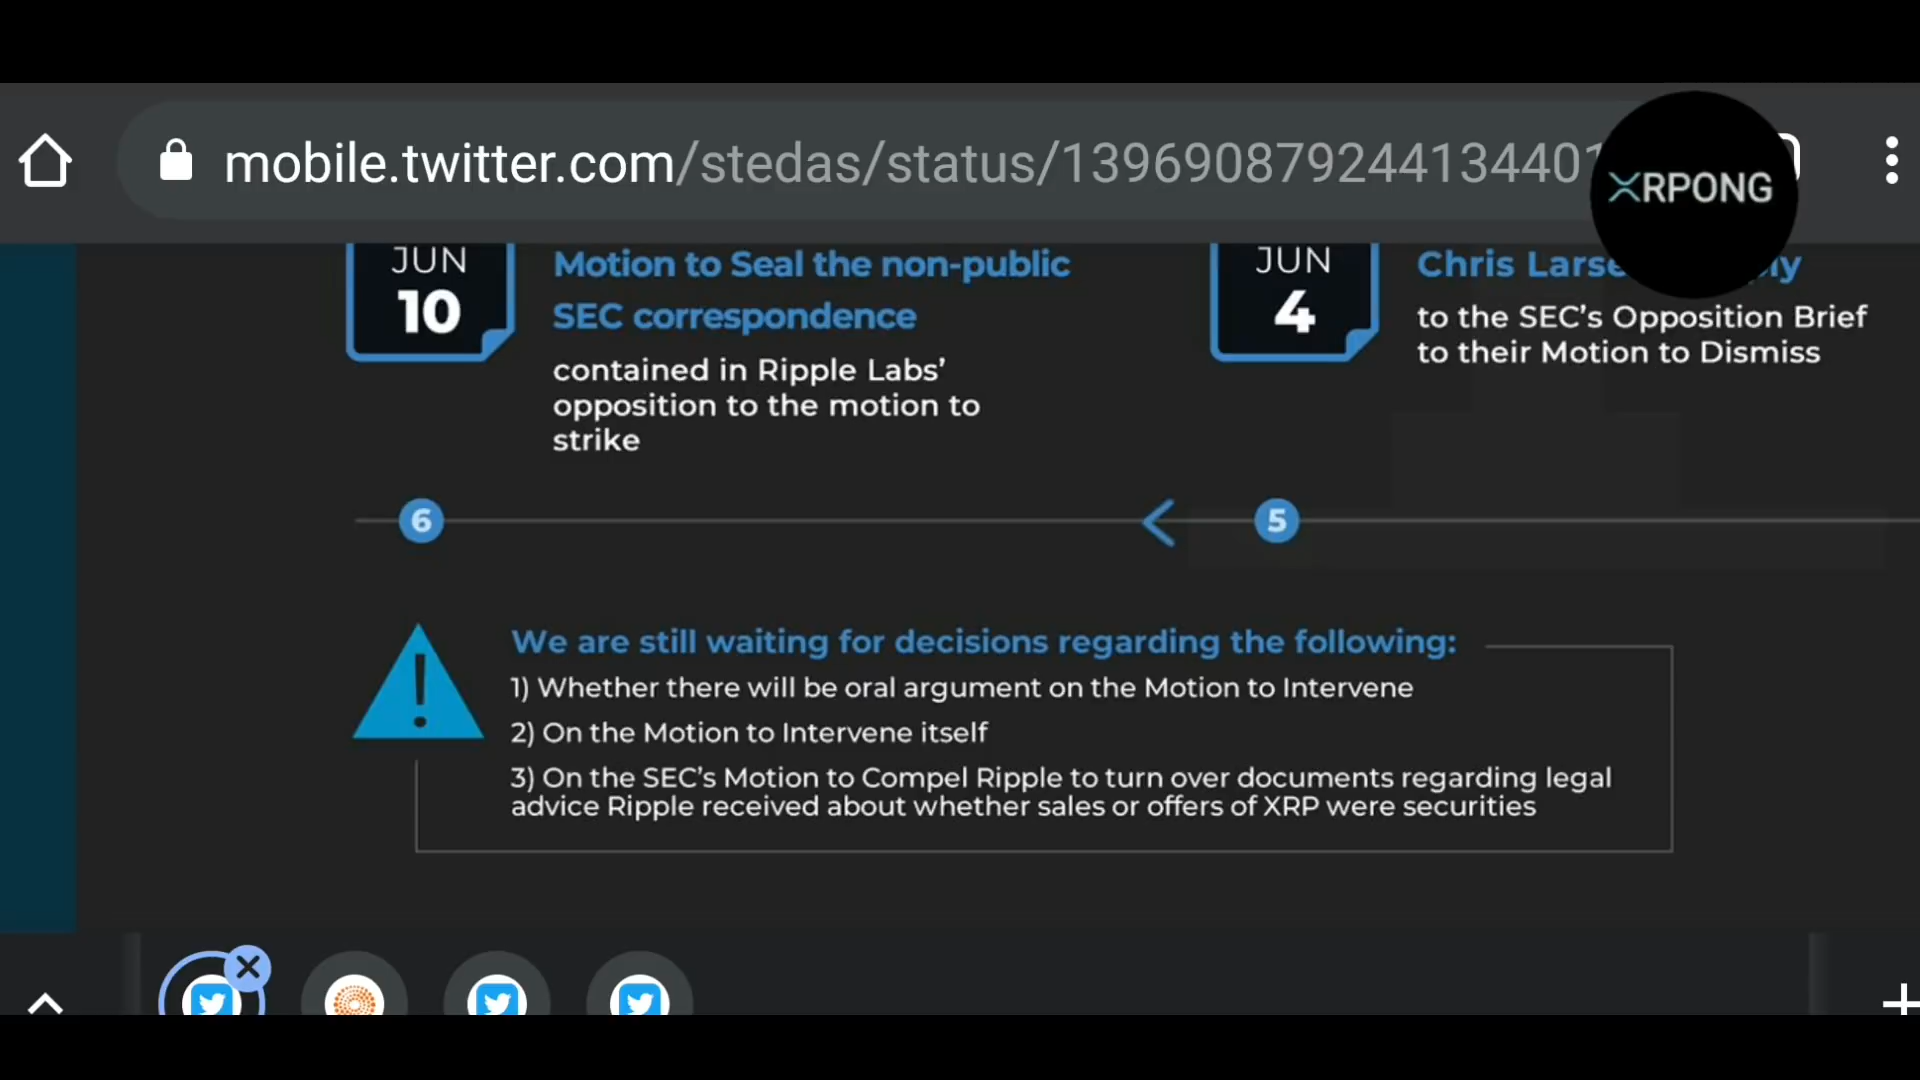 mobile.twitter.com/stedas/status/139690879244134401
XRPONG
JUN
10
Motion to Seal the non-public
SEC correspondence
contained in Ripple Labs’
opposition to the motion to
strike
JUN
4
Chris
to the SEC’s Opposition Brief
to their Motion to Dismiss
6
5
We are still waiting for decisions regarding the following:
1) Whether there will be oral argument on the Motion to Intervene
2) On the Motion to Intervene itself
3) On the SEC’s Motion to Compel Ripple to turn over documents regarding legal
advice Ripple received about whether sales or offers of XRP were securities